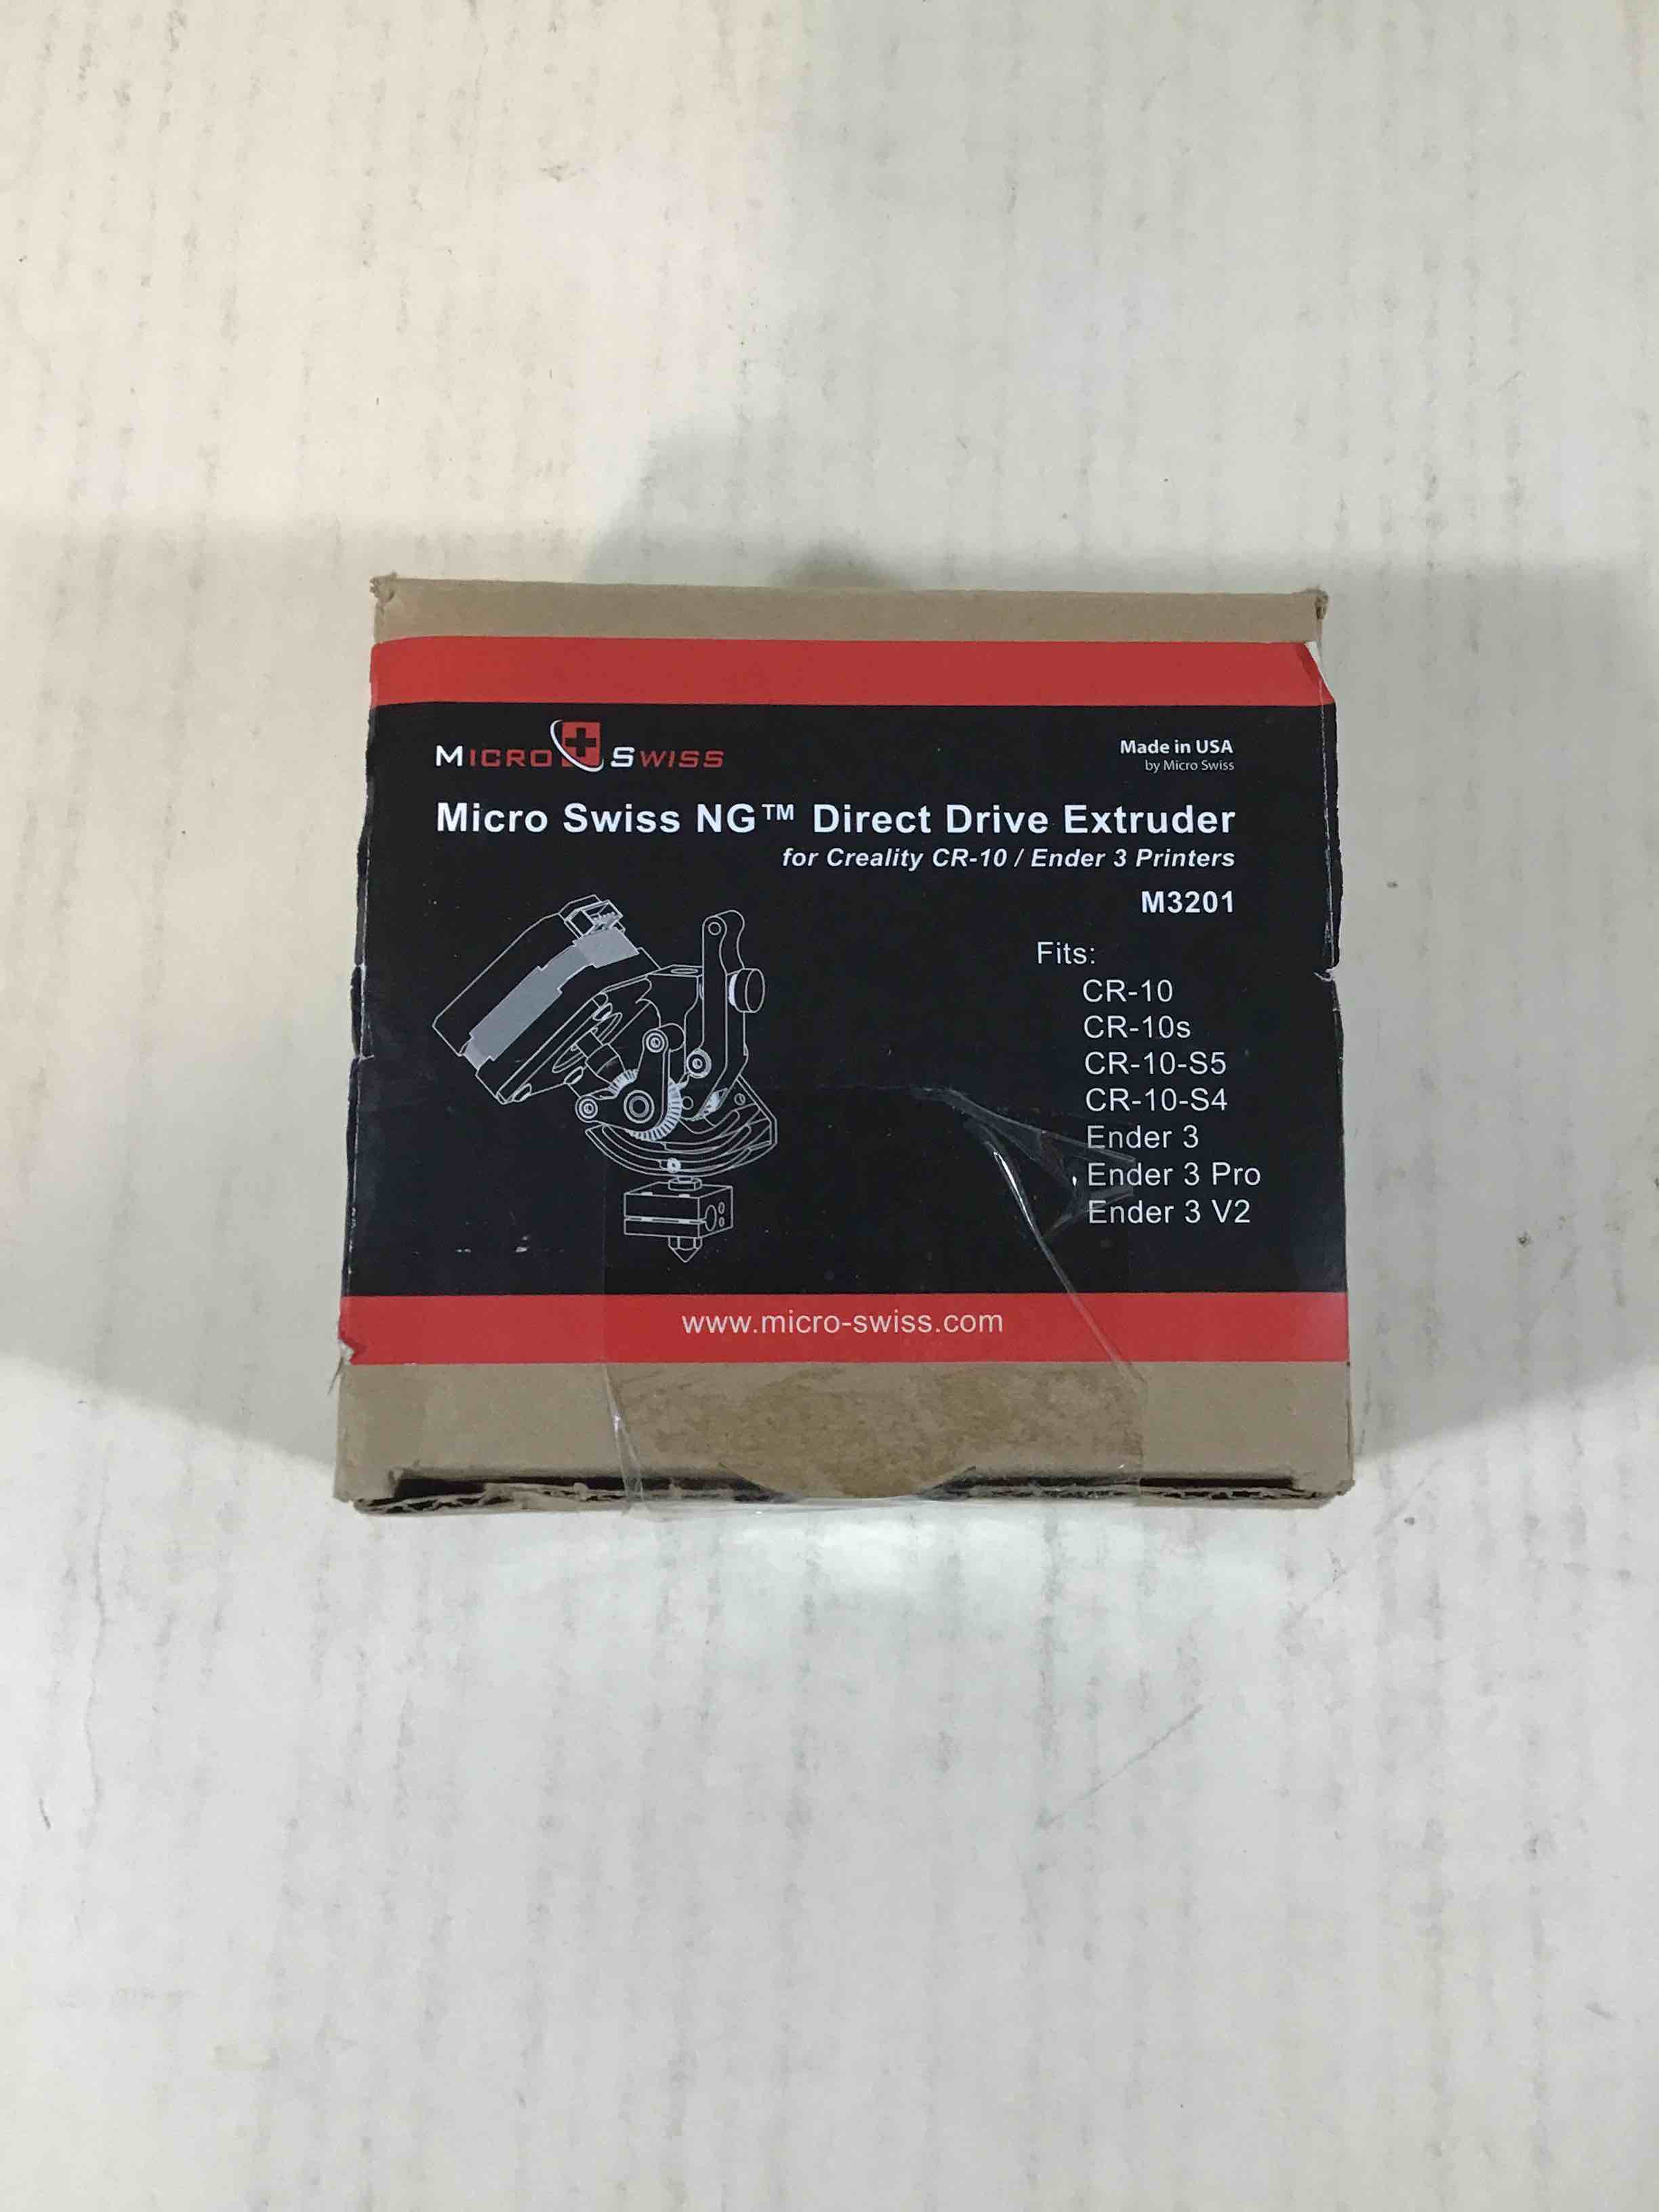 MICRO SWISS
Made in USA
by Micro Swiss
Micro Swiss NG™ Direct Drive Extruder
for Creality CR-10 / Ender 3 Printers
M3201
Fits:
CR-10
CR-10s
CR-10-S5
CR-10-S4
Ender 3
Ender 3 Pro
Ender 3 V2
www.micro-swiss.com